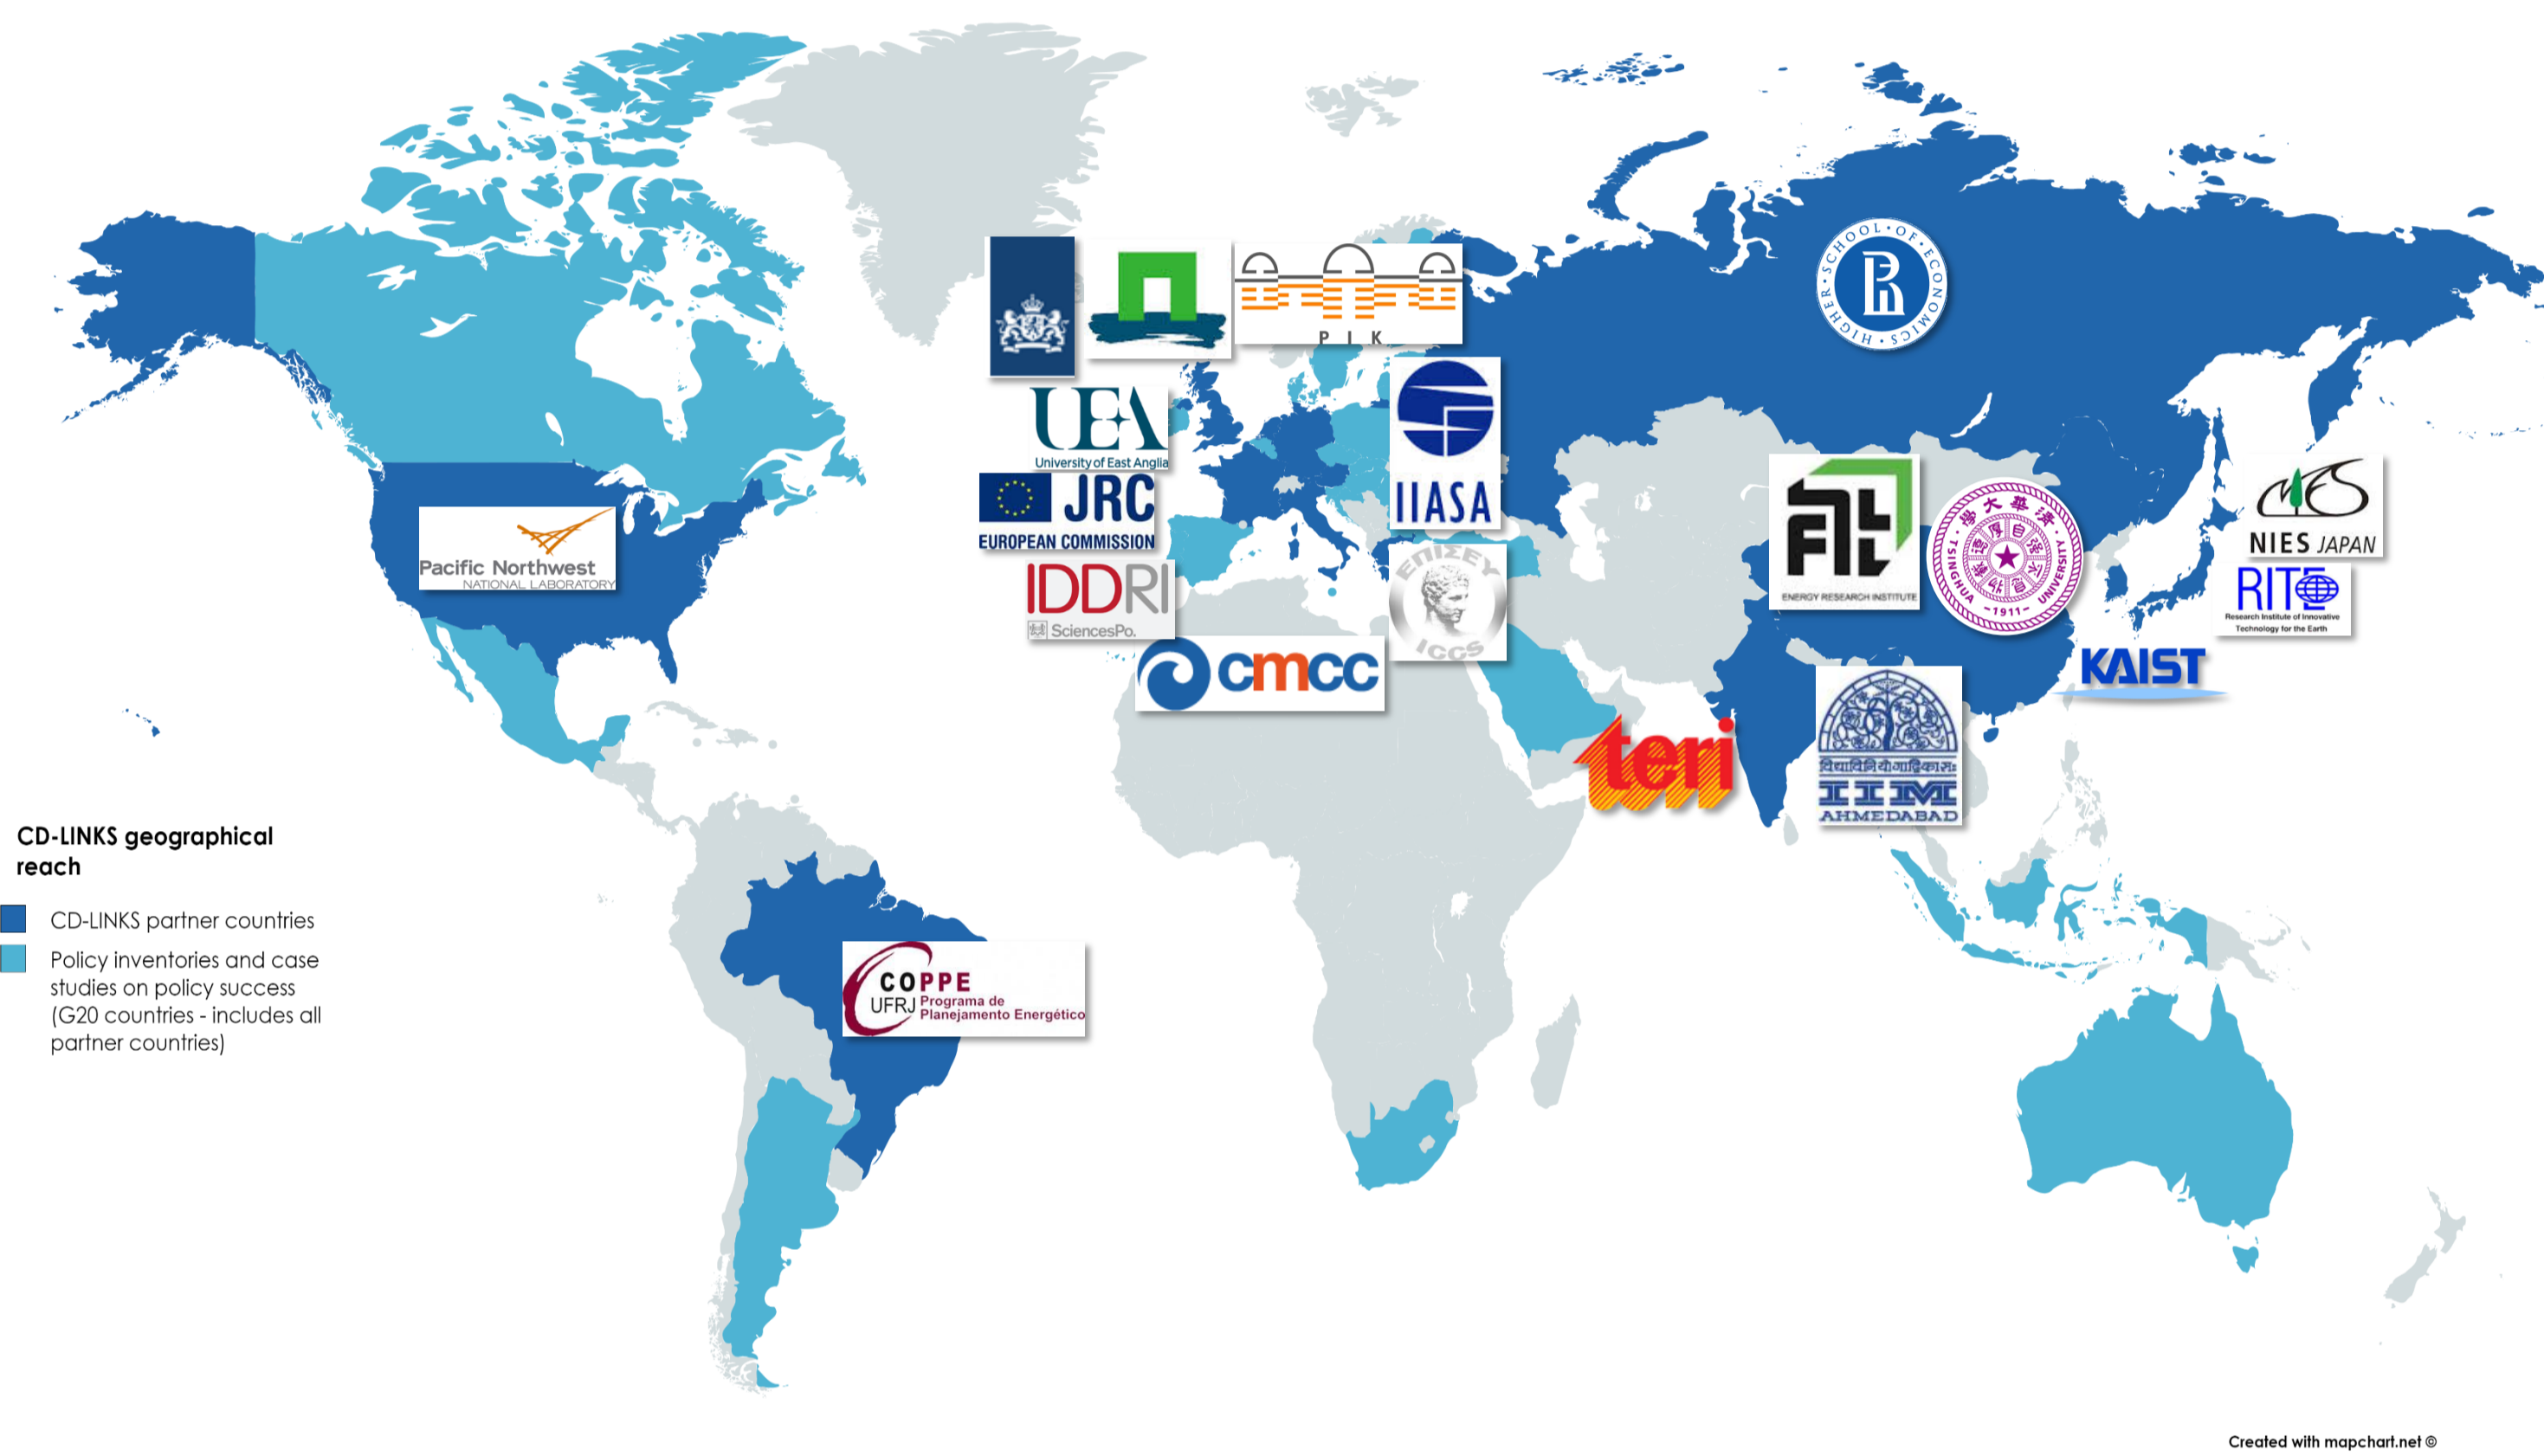 HIGHER · SCHOOL · OF · ECONOMICS ·
P I K
UEA
University of East Anglia
IIASA
JRC
EUROPEAN COMMISSION
IDDRI
SciencesPo.
ΕΠΙΣΕΥ
ICCS
cmcc
Pacific Northwest
NATIONAL LABORATORY
ENERGY RESEARCH INSTITUTE
TSINGHUA · UNIVERSITY
-1911-
NIES JAPAN
RITE
Research Institute of Innovative
Technology for the Earth
KAIST
teri
IIM
AHMEDABAD
CD-LINKS geographical
reach
CD-LINKS partner countries
Policy inventories and case
studies on policy success
(G20 countries - includes all
partner countries)
COPPE
UFRJ Programa de
Planejamento Energético
Created with mapchart.net ©